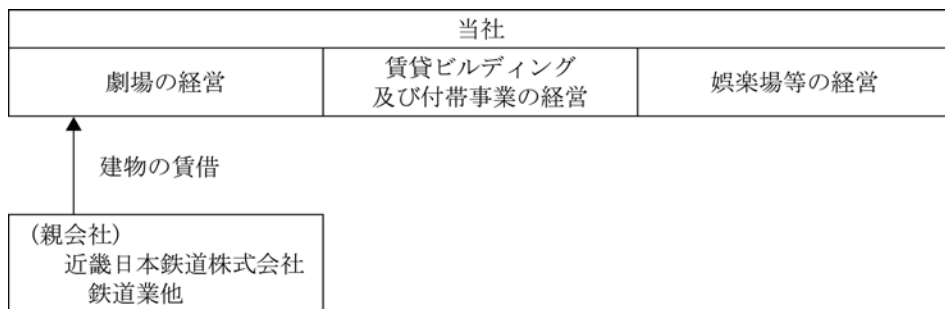 当社
劇場の経営
賃貸ビルディング
及び付帯事業の経営
娯楽場等の経営
建物の賃借
(親会社)
近畿日本鉄道株式会社
鉄道業他